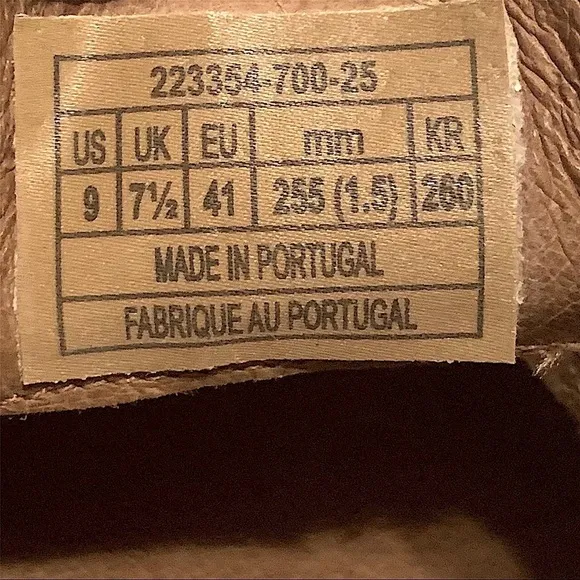 223354-700-25
US UK EU mm KR
9 7½ 41 255 (1.5) 260
MADE IN PORTUGAL
FABRIQUE AU PORTUGAL